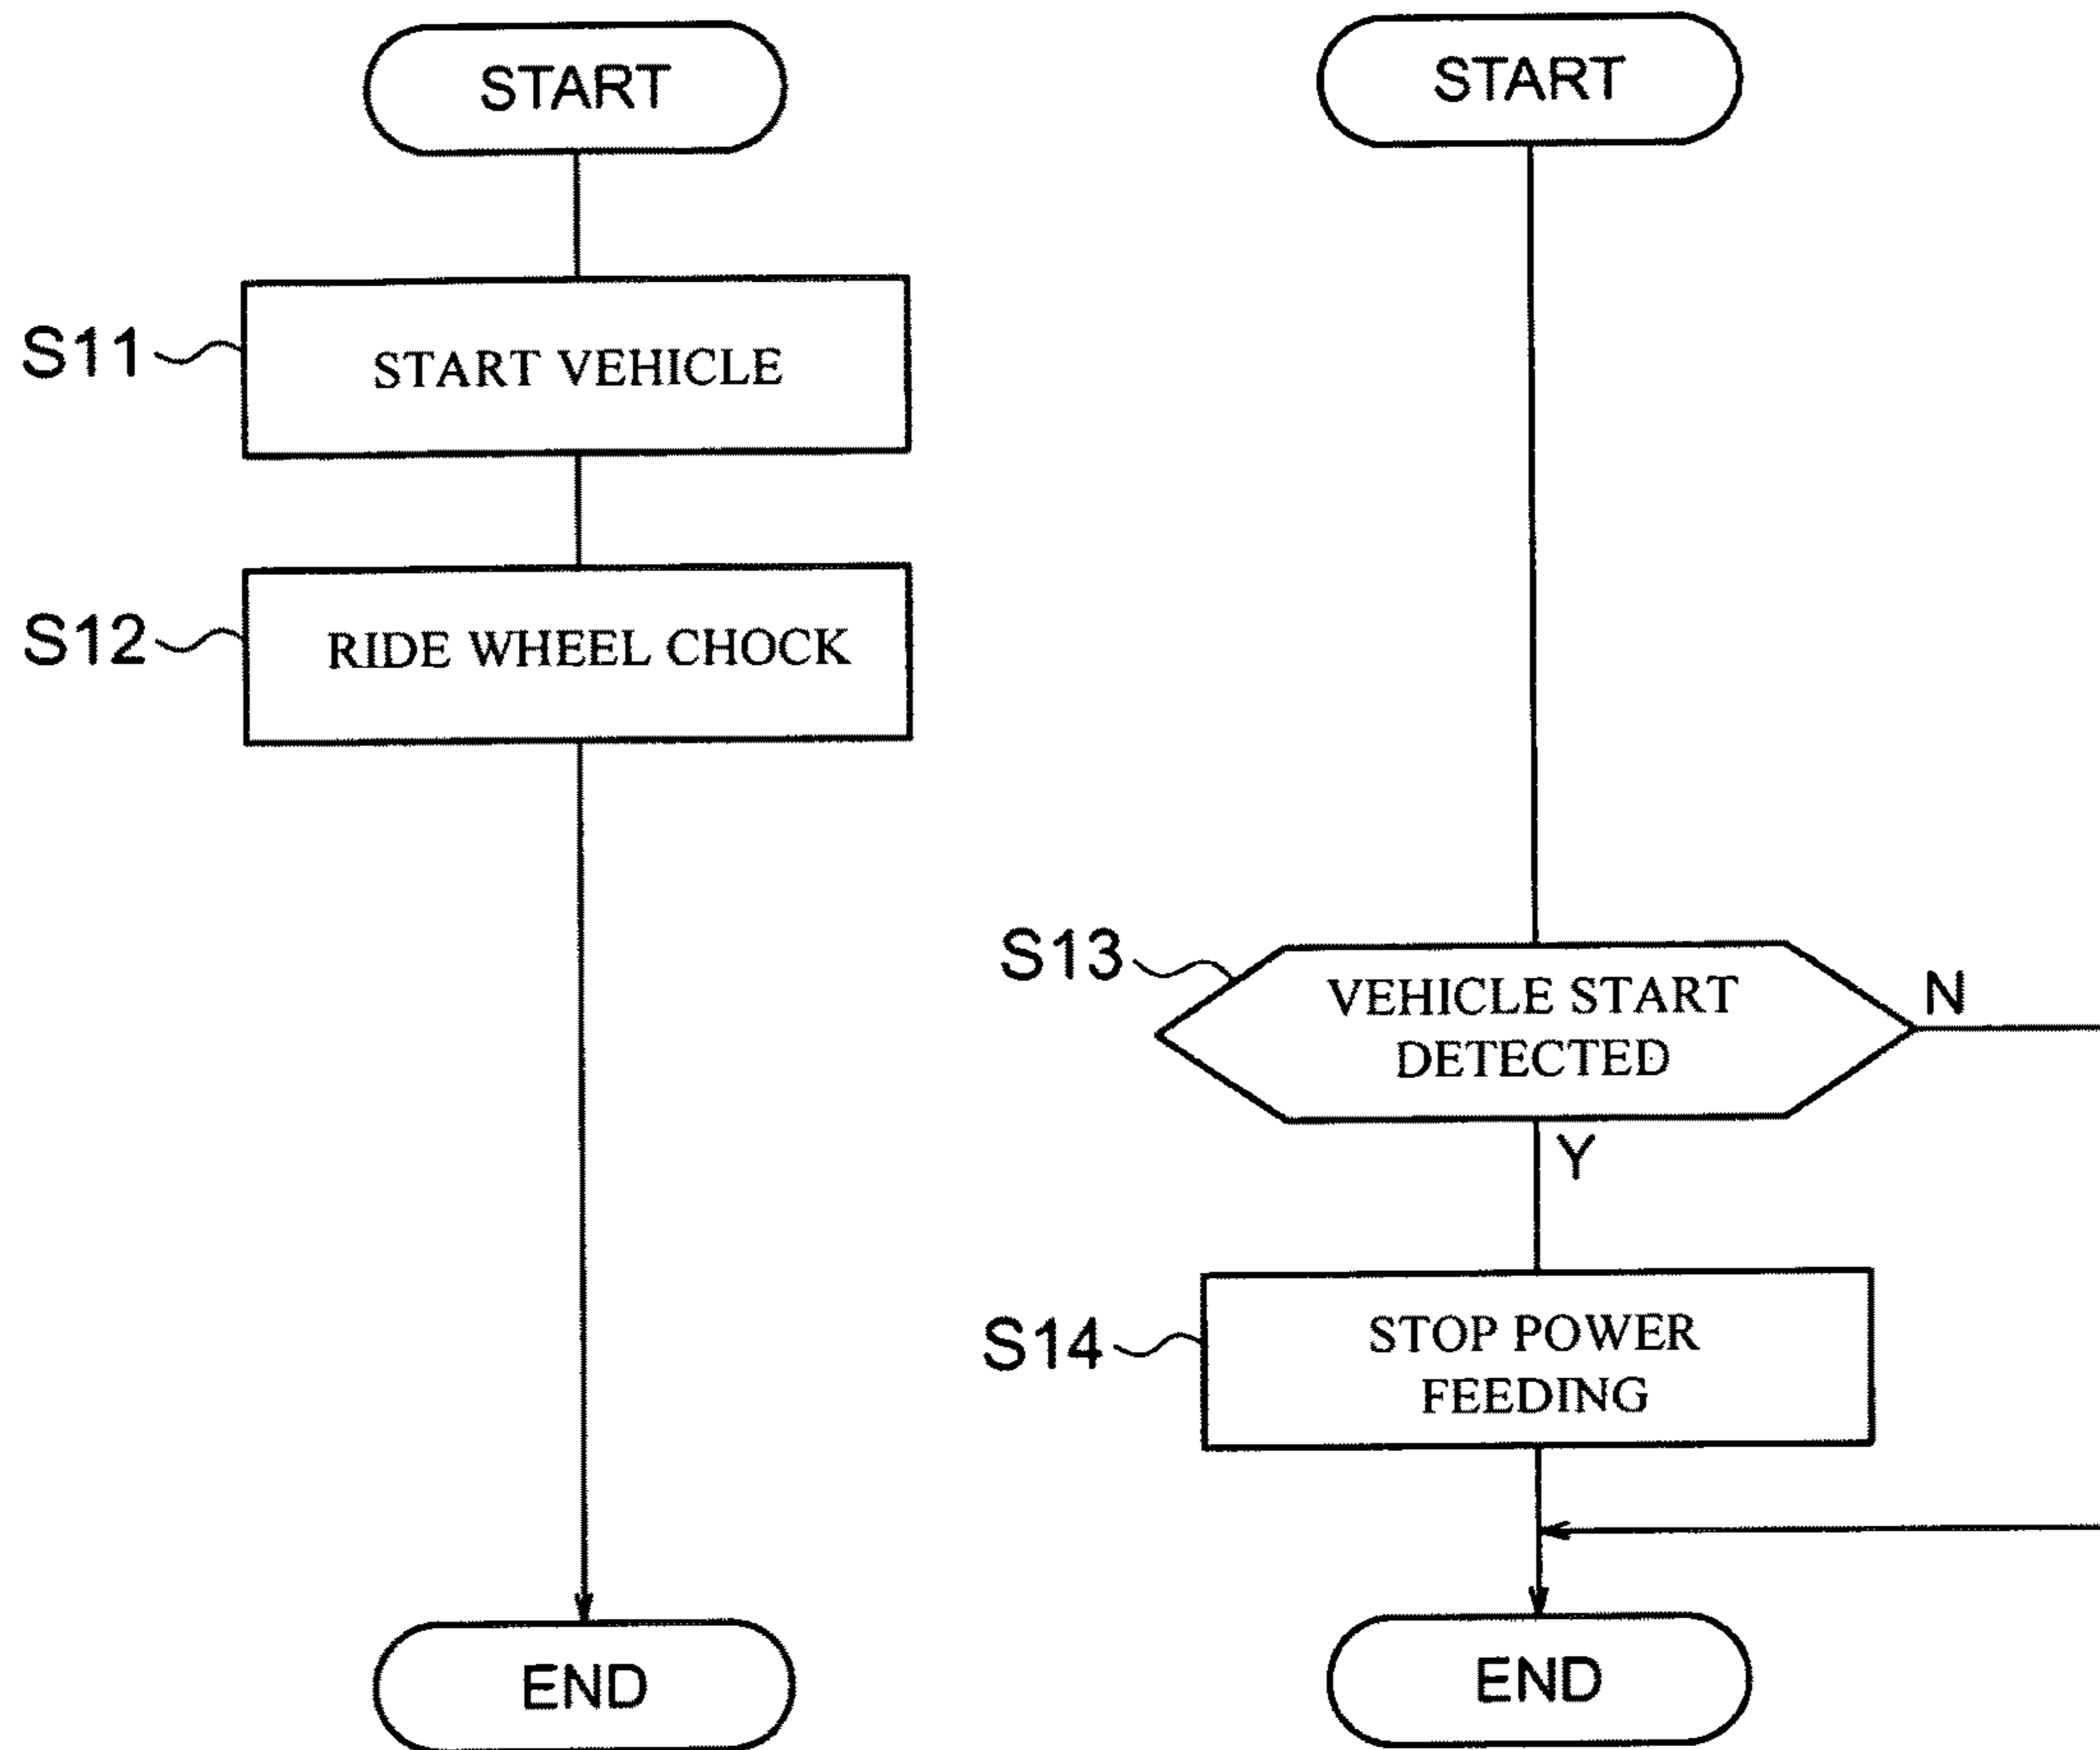 START
S11
START VEHICLE
S12
RIDE WHEEL CHOCK
END
START
S13
VEHICLE START
DETECTED
N
Y
S14
STOP POWER
FEEDING
END